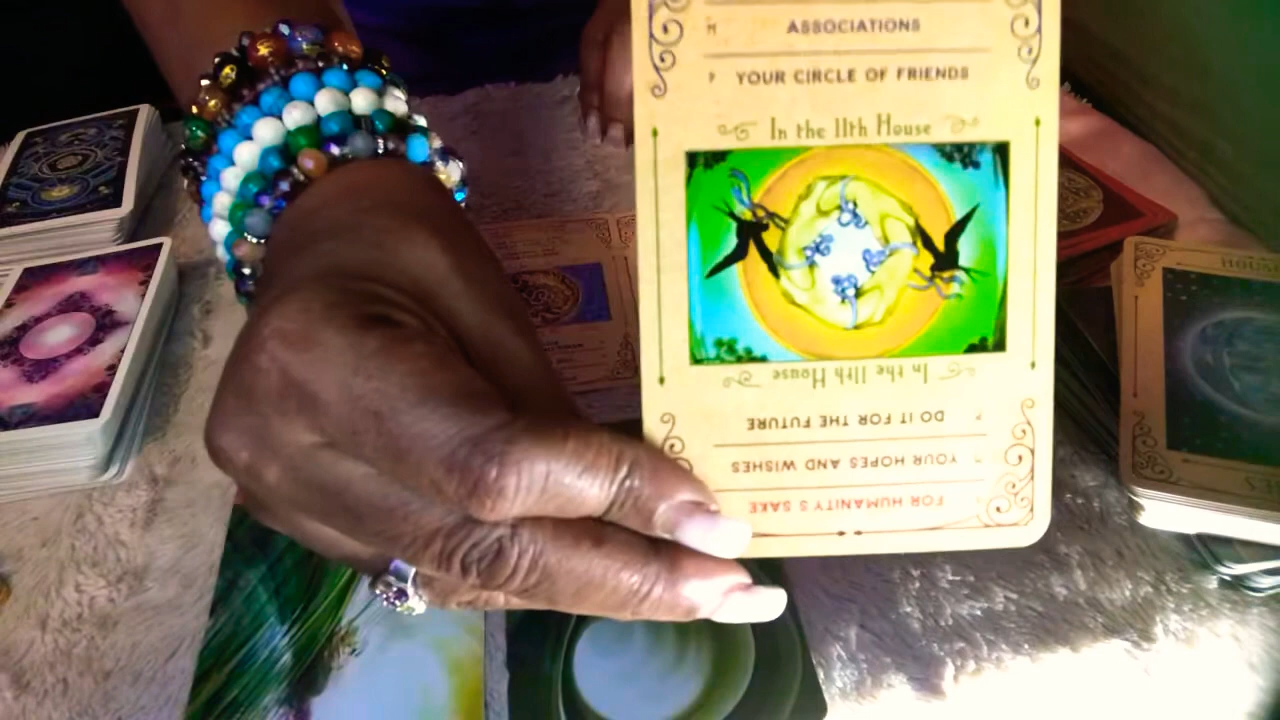 ASSOCIATIONS
YOUR CIRCLE OF FRIENDS
In the 11th House
In the 11th House
DO IT FOR THE FUTURE
YOUR HOPES AND WISHES
FOR HUMANITY'S SAKE